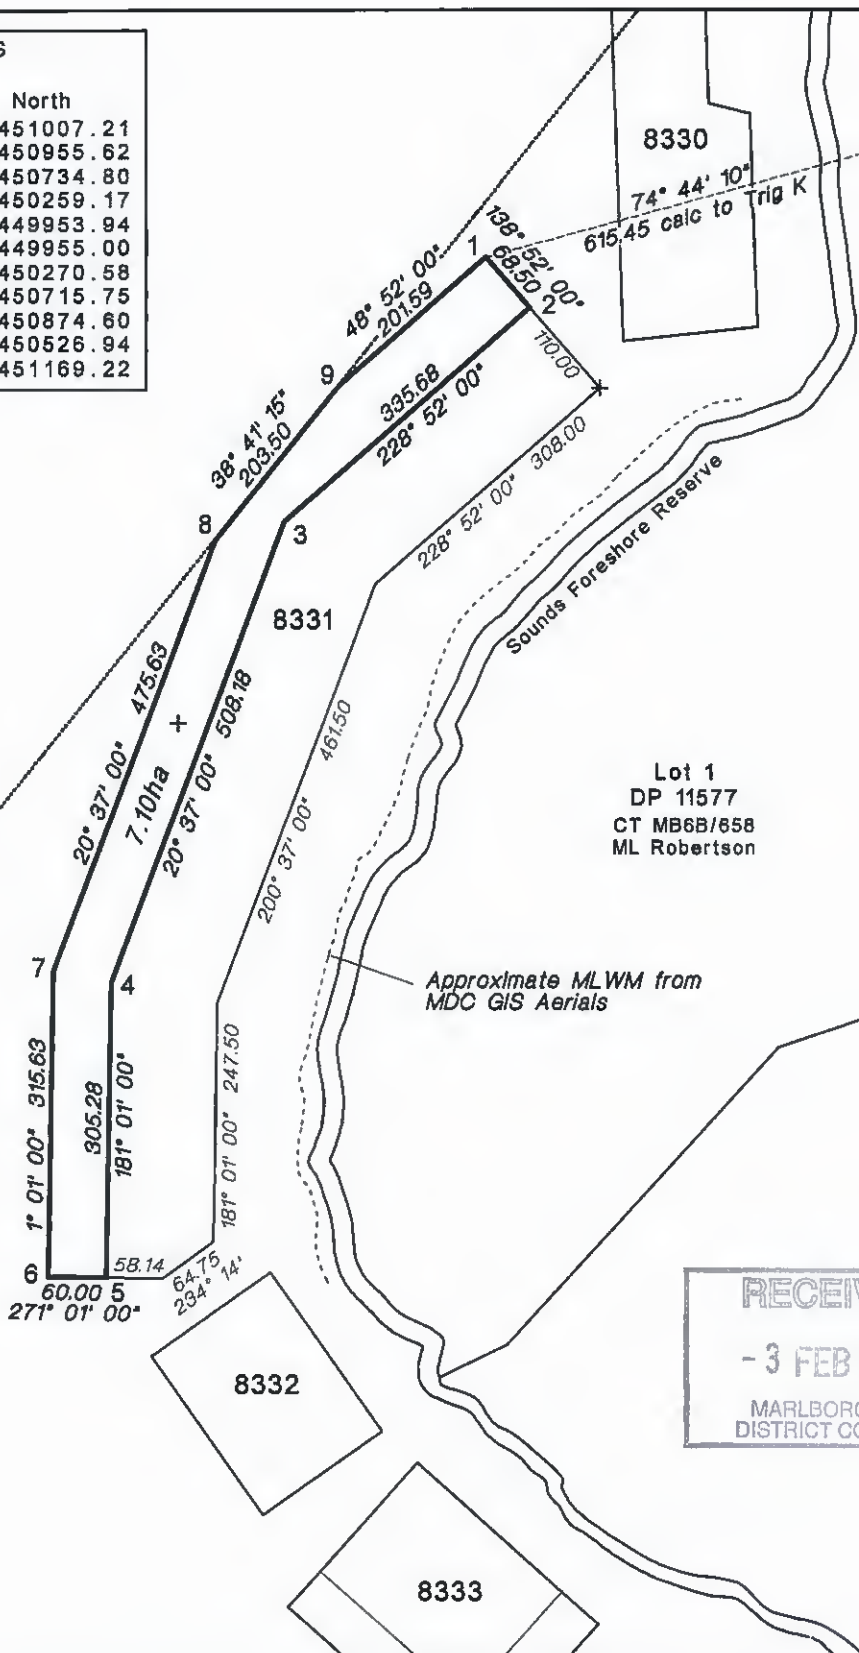 S
North
451007.21
450955.62
450734.80
450259.17
449953.94
449955.00
450270.58
450715.75
450874.60
450526.94
451169.22
8330
74° 44' 10"
615.45 calc to Trig K
138° 52' 00"
68.50
1
2
48° 52' 00"
201.59
110.00
9
335.68
228° 52' 00"
38° 41' 15"
203.50
228° 52' 00" 308.00
8
3
Sounds Foreshore Reserve
8331
475.63
20° 37' 00"
7.10ha
508.18
20° 37' 00"
461.50
200° 37' 00"
Lot 1
DP 11577
CT MB6B/658
ML Robertson
7
4
Approximate MLWM from
MDC GIS Aerials
1° 01' 00" 315.63
305.28
181° 01' 00"
181° 01' 00" 247.50
6
58.14
64.75
234° 14'
60.00 5
271° 01' 00"
8332
8333
RECEIV
- 3 FEB
MARLBORO
DISTRICT CO